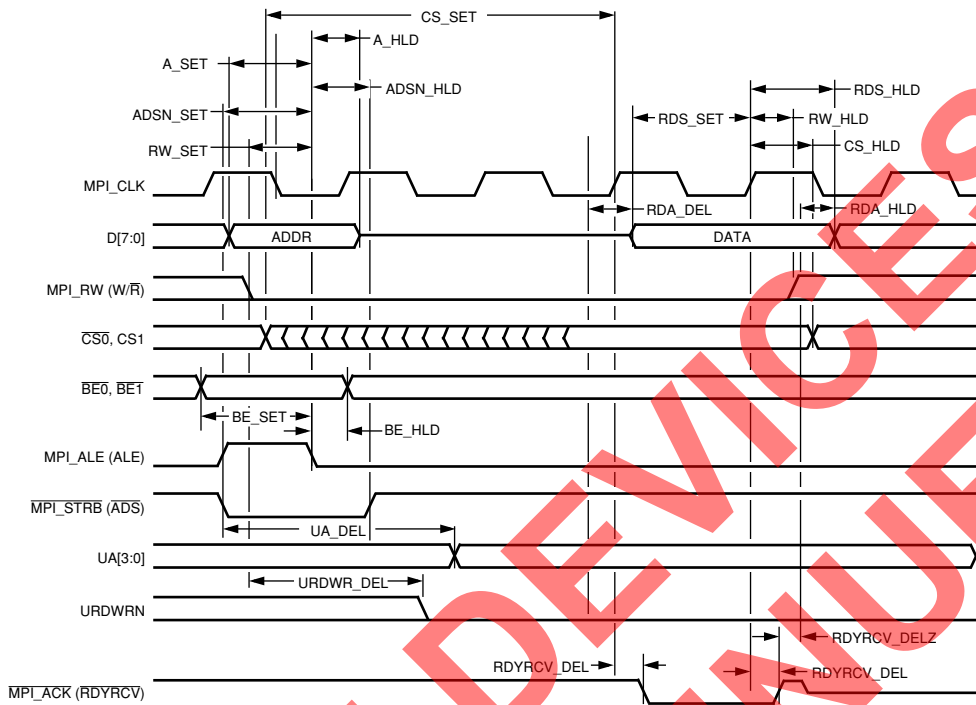 CS_SET
A_HLD
A_SET
ADSN_HLD
RDS_HLD
ADSN_SET
RDS_SET
RW_HLD
RW_SET
CS_HLD
MPI_CLK
RDA_DEL
RDA_HLD
D[7:0]
ADDR
DATA
MPI_RW (W/R)
CS0, CS1
BE0, BE1
BE_SET
BE_HLD
MPI_ALE (ALE)
MPI_STRB (ADS)
UA_DEL
UA[3:0]
URDWR_DEL
URDWRN
RDYRCV_DELZ
RDYRCV_DEL
RDYRCV_DEL
MPI_ACK (RDYRCV)
DEVICES